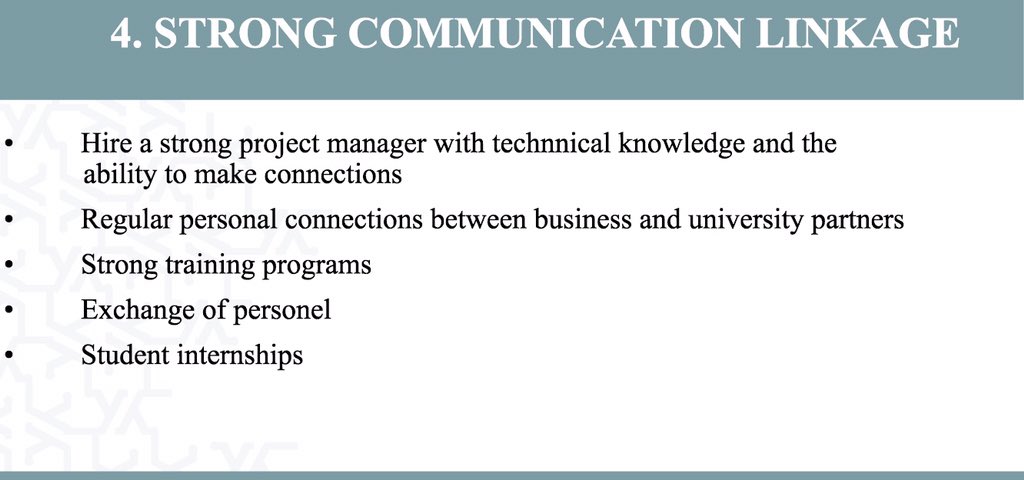 4. STRONG COMMUNICATION LINKAGE
• Hire a strong project manager with technnical knowledge and the
ability to make connections
• Regular personal connections between business and university partners
• Strong training programs
• Exchange of personel
• Student internships